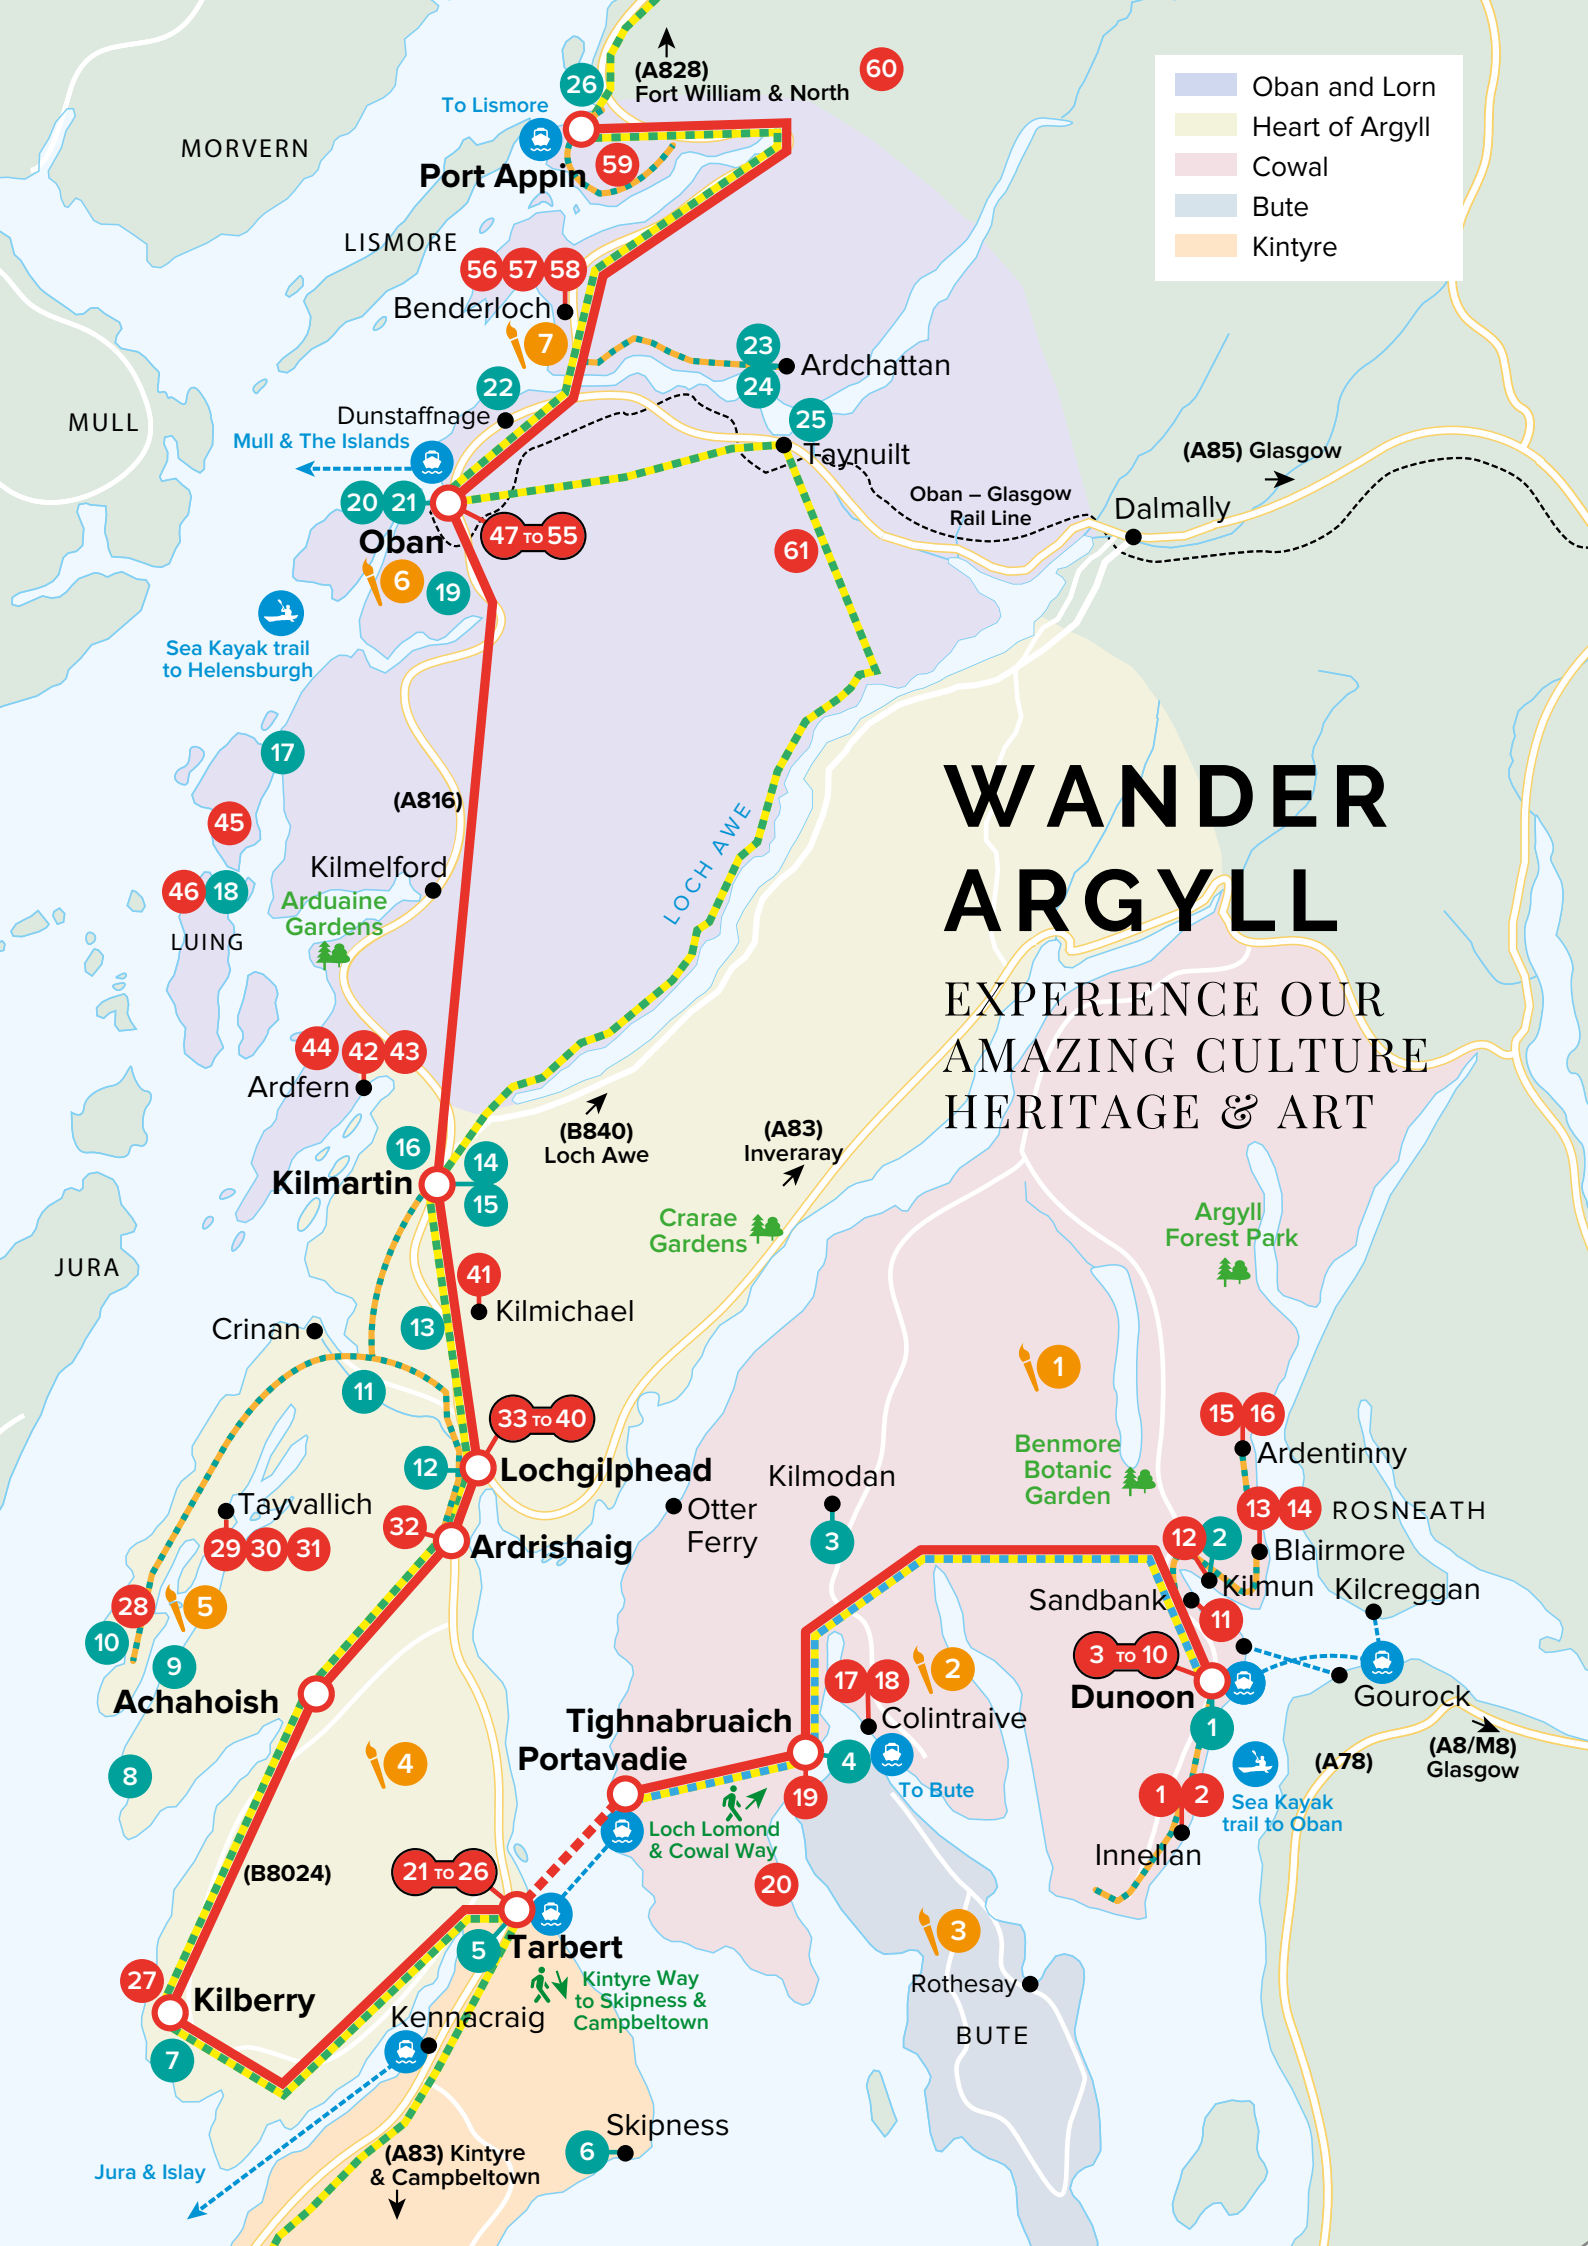 60
26
(A828)
Fort William & North
To Lismore
MORVERN
59
Port Appin
Oban and Lorn
Heart of Argyll
Cowal
Bute
Kintyre
LISMORE
56 57 58
Benderloch
7
23
Ardchattan
24
22
25
Dunstaffnage
MULL
Mull & The Islands
Taynuilt
(A85) Glasgow
Oban – Glasgow
Rail Line
Dalmally
20 21
47 TO 55
Oban
61
6
19
Sea Kayak trail
to Helensburgh
17
(A816)
45
WANDER
ARGYLL
LOCH AWE
Kilmelford
46 18
Arduaine
Gardens
LUING
EXPERIENCE OUR
AMAZING CULTURE
HERITAGE & ART
44 42 43
Ardfern
(B840)
Loch Awe
(A83)
Inveraray
16
14
Kilmartin
15
Crarae
Gardens
Argyll
Forest Park
JURA
41
Kilmichael
13
Crinan
11
1
33 TO 40
15 16
Ardentinny
Benmore
Botanic
Garden
12
Lochgilphead
Kilmodan
Tayvallich
Otter
Ferry
13 14
ROSNEATH
32
29 30 31
Ardrishaig
3
12 2
Blairmore
Kilmun
Kilcreggan
Sandbank
28
5
11
10
9
3 TO 10
17 18
2
Achahoish
Dunoon
Gourock
Tighnabruaich
Colintraive
1
Portavadie
4
(A78)
(A8/M8)
Glasgow
4
8
To Bute
19
1 2
Sea Kayak
trail to Oban
Loch Lomond
& Cowal Way
Innellan
(B8024)
21 TO 26
20
3
5
Tarbert
27
Kilberry
Kintyre Way
to Skipness &
Campbeltown
Rothesay
Kennacraig
BUTE
7
Skipness
6
(A83) Kintyre
& Campbeltown
Jura & Islay